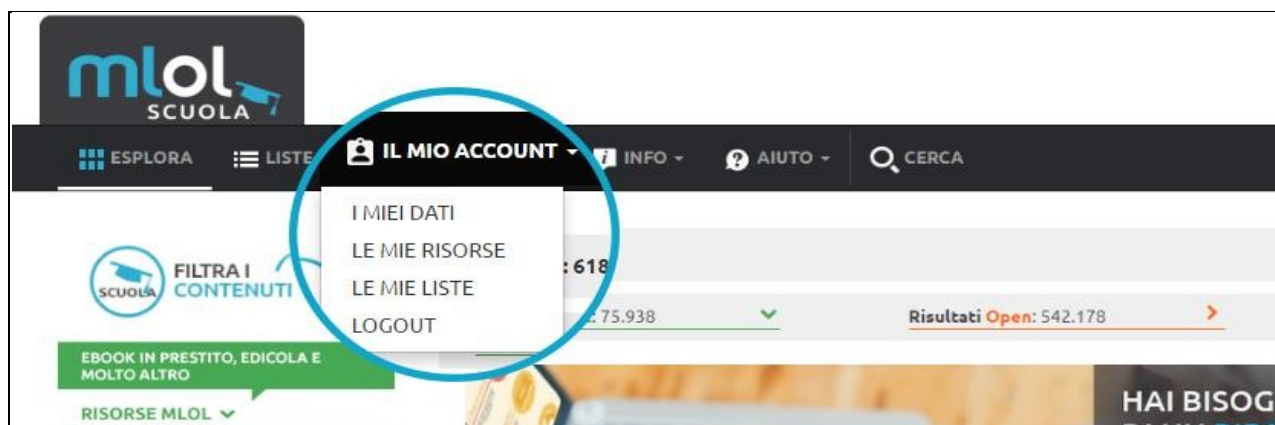 mlol
SCUOLA
ESPLORA LISTE IL MIO ACCOUNT INFO AIUTO CERCA
I MIEI DATI
LE MIE RISORSE
LE MIE LISTE
LOGOUT
SCUOLA
FILTRA I
CONTENUTI
: 618
: 75.938
Risultati Open: 542.178
EBOOK IN PRESTITO, EDICOLA E
MOLTO ALTRO
RISORSE MLOL
HAI BISOG